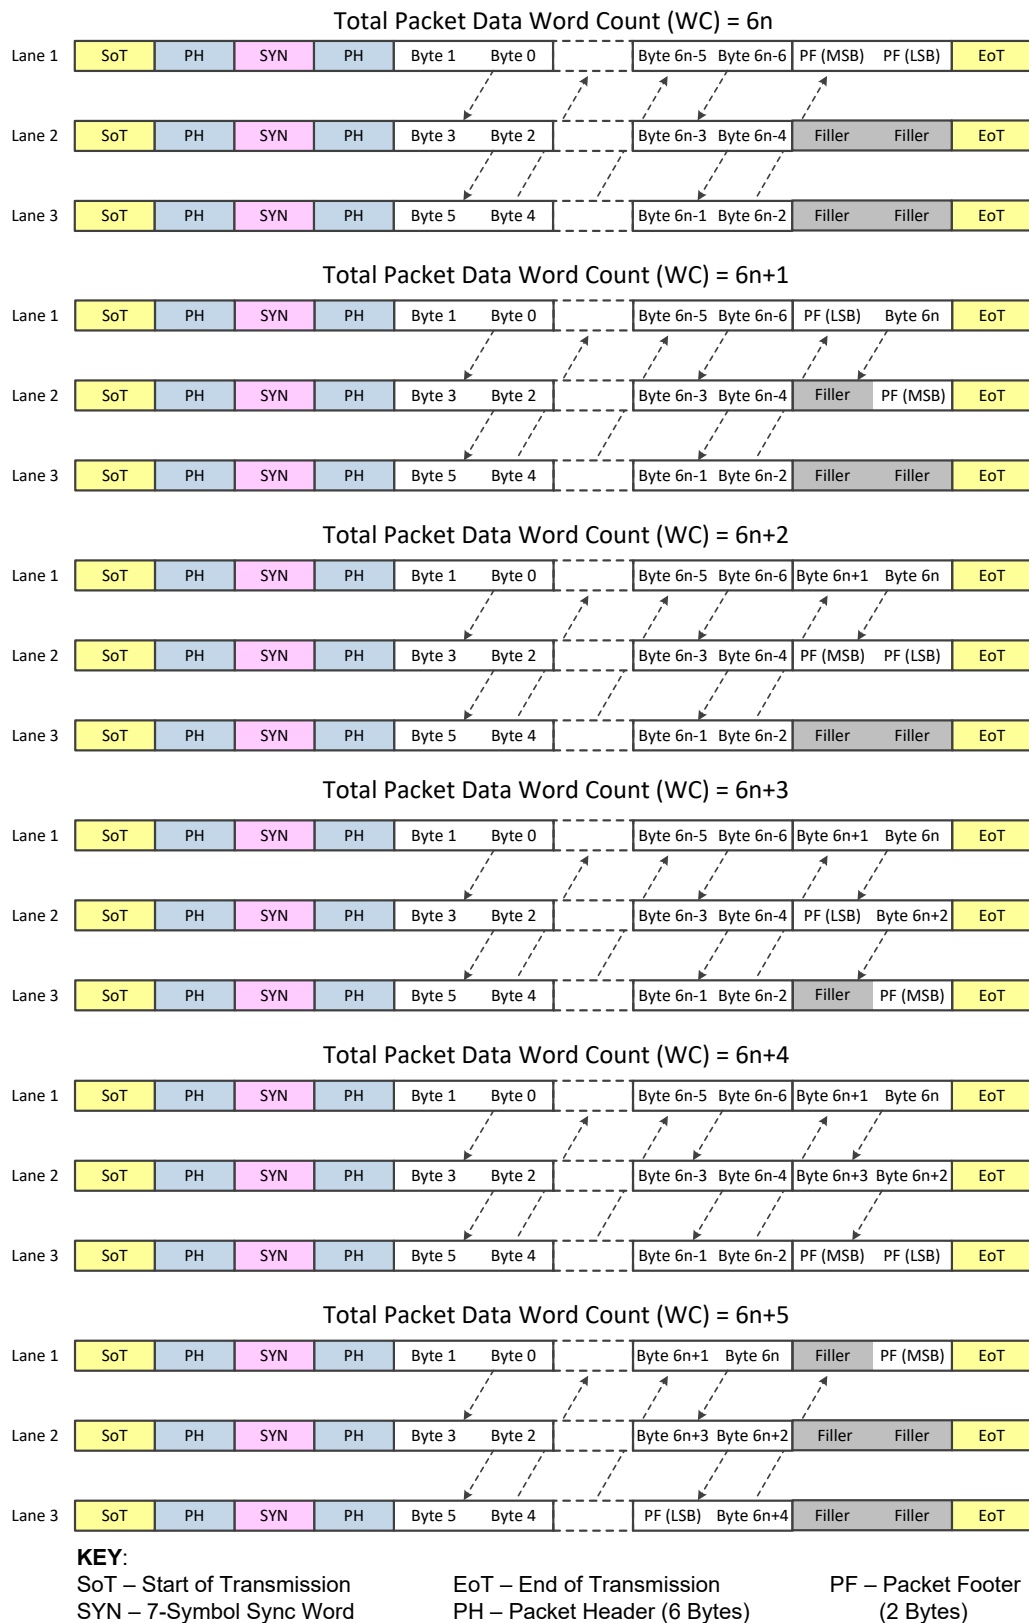 Total Packet Data Word Count (WC) = 6n
Lane 1 SoT PH SYN PH Byte 1 Byte 0 Byte 6n-5 Byte 6n-6 PF (MSB) PF (LSB) EoT
Lane 2 SoT PH SYN PH Byte 3 Byte 2 Byte 6n-3 Byte 6n-4 Filler Filler EoT
Lane 3 SoT PH SYN PH Byte 5 Byte 4 Byte 6n-1 Byte 6n-2 Filler Filler EoT
Total Packet Data Word Count (WC) = 6n+1
Lane 1 SoT PH SYN PH Byte 1 Byte 0 Byte 6n-5 Byte 6n-6 PF (LSB) Byte 6n EoT
Lane 2 SoT PH SYN PH Byte 3 Byte 2 Byte 6n-3 Byte 6n-4 Filler PF (MSB) EoT
Lane 3 SoT PH SYN PH Byte 5 Byte 4 Byte 6n-1 Byte 6n-2 Filler Filler EoT
Total Packet Data Word Count (WC) = 6n+2
Lane 1 SoT PH SYN PH Byte 1 Byte 0 Byte 6n-5 Byte 6n-6 Byte 6n+1 Byte 6n EoT
Lane 2 SoT PH SYN PH Byte 3 Byte 2 Byte 6n-3 Byte 6n-4 PF (MSB) PF (LSB) EoT
Lane 3 SoT PH SYN PH Byte 5 Byte 4 Byte 6n-1 Byte 6n-2 Filler Filler EoT
Total Packet Data Word Count (WC) = 6n+3
Lane 1 SoT PH SYN PH Byte 1 Byte 0 Byte 6n-5 Byte 6n-6 Byte 6n+1 Byte 6n EoT
Lane 2 SoT PH SYN PH Byte 3 Byte 2 Byte 6n-3 Byte 6n-4 PF (LSB) Byte 6n+2 EoT
Lane 3 SoT PH SYN PH Byte 5 Byte 4 Byte 6n-1 Byte 6n-2 Filler PF (MSB) EoT
Total Packet Data Word Count (WC) = 6n+4
Lane 1 SoT PH SYN PH Byte 1 Byte 0 Byte 6n-5 Byte 6n-6 Byte 6n+1 Byte 6n EoT
Lane 2 SoT PH SYN PH Byte 3 Byte 2 Byte 6n-3 Byte 6n-4 Byte 6n+3 Byte 6n+2 EoT
Lane 3 SoT PH SYN PH Byte 5 Byte 4 Byte 6n-1 Byte 6n-2 PF (MSB) PF (LSB) EoT
Total Packet Data Word Count (WC) = 6n+5
Lane 1 SoT PH SYN PH Byte 1 Byte 0 Byte 6n+1 Byte 6n Filler PF (MSB) EoT
Lane 2 SoT PH SYN PH Byte 3 Byte 2 Byte 6n+3 Byte 6n+2 Filler Filler EoT
Lane 3 SoT PH SYN PH Byte 5 Byte 4 PF (LSB) Byte 6n+4 Filler Filler EoT
KEY:
SoT – Start of Transmission EoT – End of Transmission PF – Packet Footer
SYN – 7-Symbol Sync Word PH – Packet Header (6 Bytes) (2 Bytes)